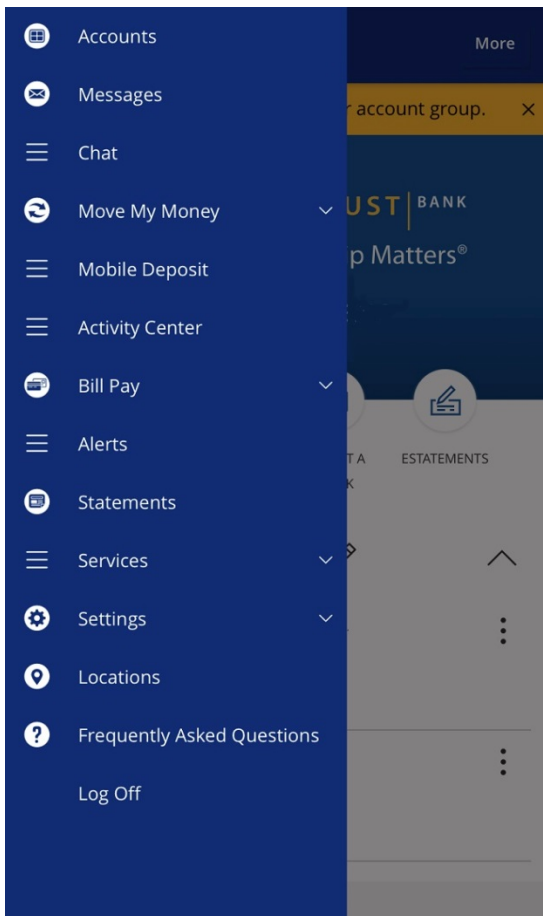 Accounts
More
Messages
account group.
Chat
Move My Money
UST BANK
p Matters®
Mobile Deposit
Activity Center
Bill Pay
Alerts
T A
ESTATEMENTS
K
Statements
Services
Settings
Locations
Frequently Asked Questions
Log Off